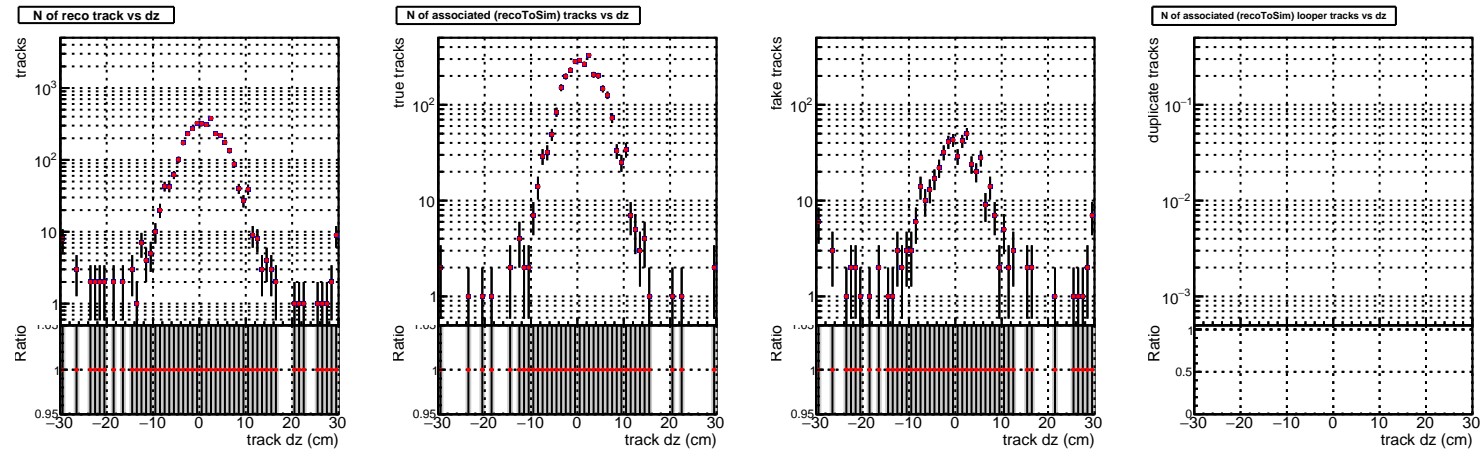 N of reco track vs dz
tracks
10³
10²
10
1
Ratio
1.05
1
0.95
−30 −20 −10 0 10 20 30
track dz (cm)
N of associated (recoToSim) tracks vs dz
true tracks
10²
10
1
Ratio
1.05
1
0.95
−30 −20 −10 0 10 20 30
track dz (cm)
fake tracks
10²
10
1
Ratio
1.05
1
0.95
−30 −20 −10 0 10 20 30
track dz (cm)
N of associated (recoToSim) looper tracks vs dz
duplicate tracks
10⁻¹
10⁻²
10⁻³
Ratio
1
0.5
0
−30 −20 −10 0 10 20 30
track dz (cm)